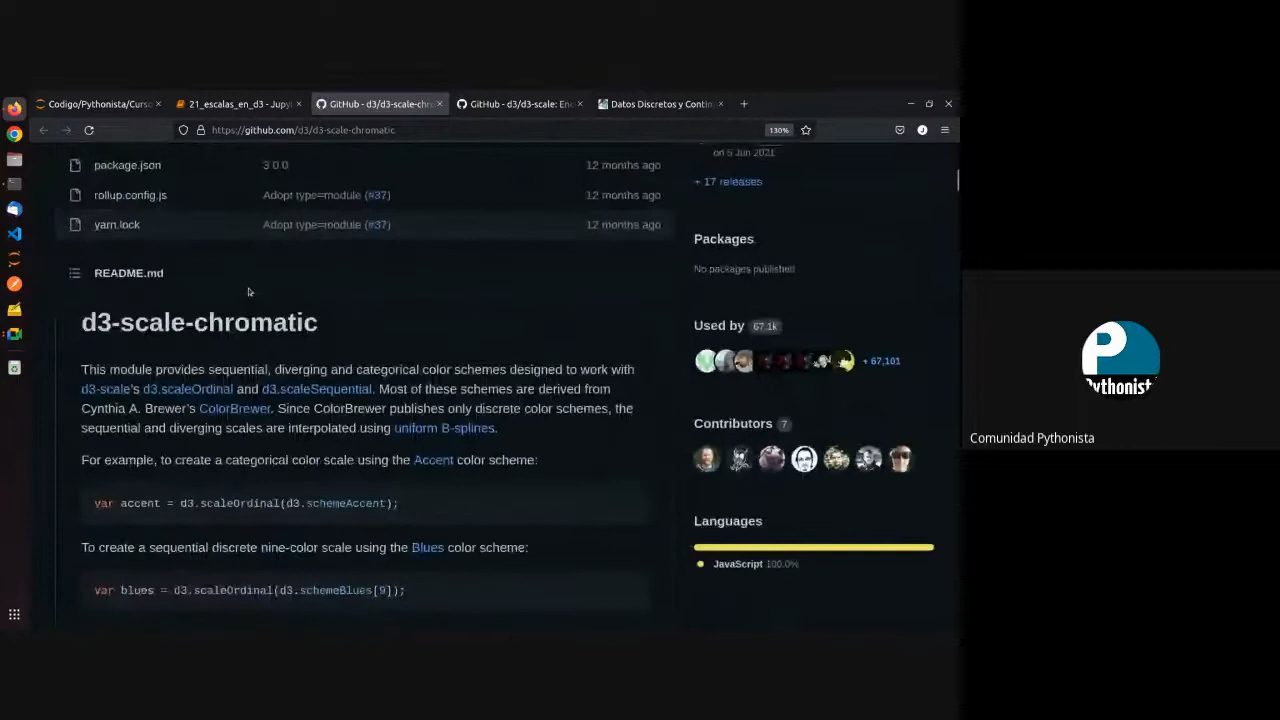 Codigo/Pythonista/Curso
21_escalas_en_d3 - Jupyt
GitHub - d3/d3-scale-chro
GitHub - d3/d3-scale: Enc
Datos Discretos y Contin
https://github.com/d3/d3-scale-chromatic
130%
package.json 3.0.0 12 months ago
rollup.config.js Adopt type=module (#37) 12 months ago
yarn.lock Adopt type=module (#37) 12 months ago
README.md
d3-scale-chromatic
This module provides sequential, diverging and categorical color schemes designed to work with
d3-scale's d3.scaleOrdinal and d3.scaleSequential. Most of these schemes are derived from
Cynthia A. Brewer's ColorBrewer. Since ColorBrewer publishes only discrete color schemes, the
sequential and diverging scales are interpolated using uniform B-splines.
For example, to create a categorical color scale using the Accent color scheme:
var accent = d3.scaleOrdinal(d3.schemeAccent);
To create a sequential discrete nine-color scale using the Blues color scheme:
var blues = d3.scaleOrdinal(d3.schemeBlues[9]);
on 5 Jun 2021
+ 17 releases
Packages
No packages published
Used by 67.1k
+ 67,101
Contributors 7
Languages
JavaScript 100.0%
P
Pythonist
Comunidad Pythonista